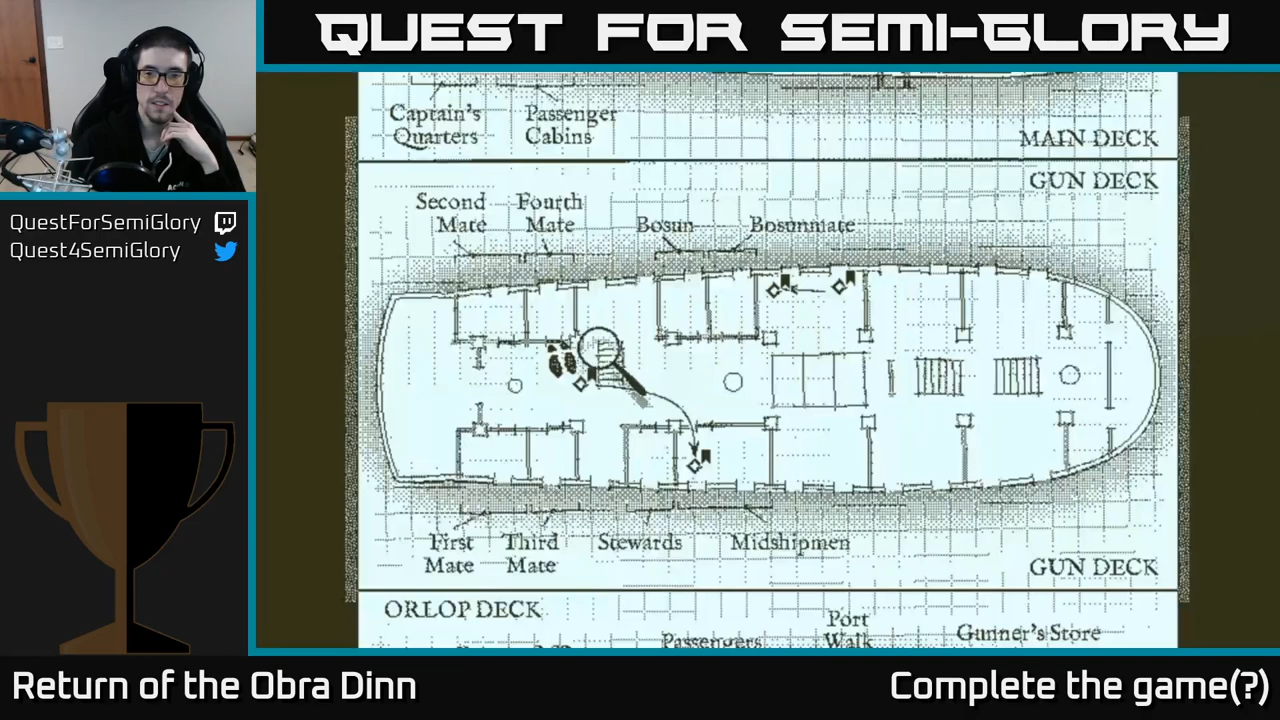 QUEST FOR SEMI-GLORY
QuestForSemiGlory
Quest4SemiGlory
Captain's
Quarters
Passenger
Cabins
MAIN DECK
GUN DECK
Second
Mate
Fourth
Mate
Bosun
Bosunmate
First
Mate
Third
Mate
Stewards
Midshipmen
GUN DECK
ORLOP DECK
Passengers
Port
Walk
Gunner's Store
Return of the Obra Dinn
Complete the game(?)